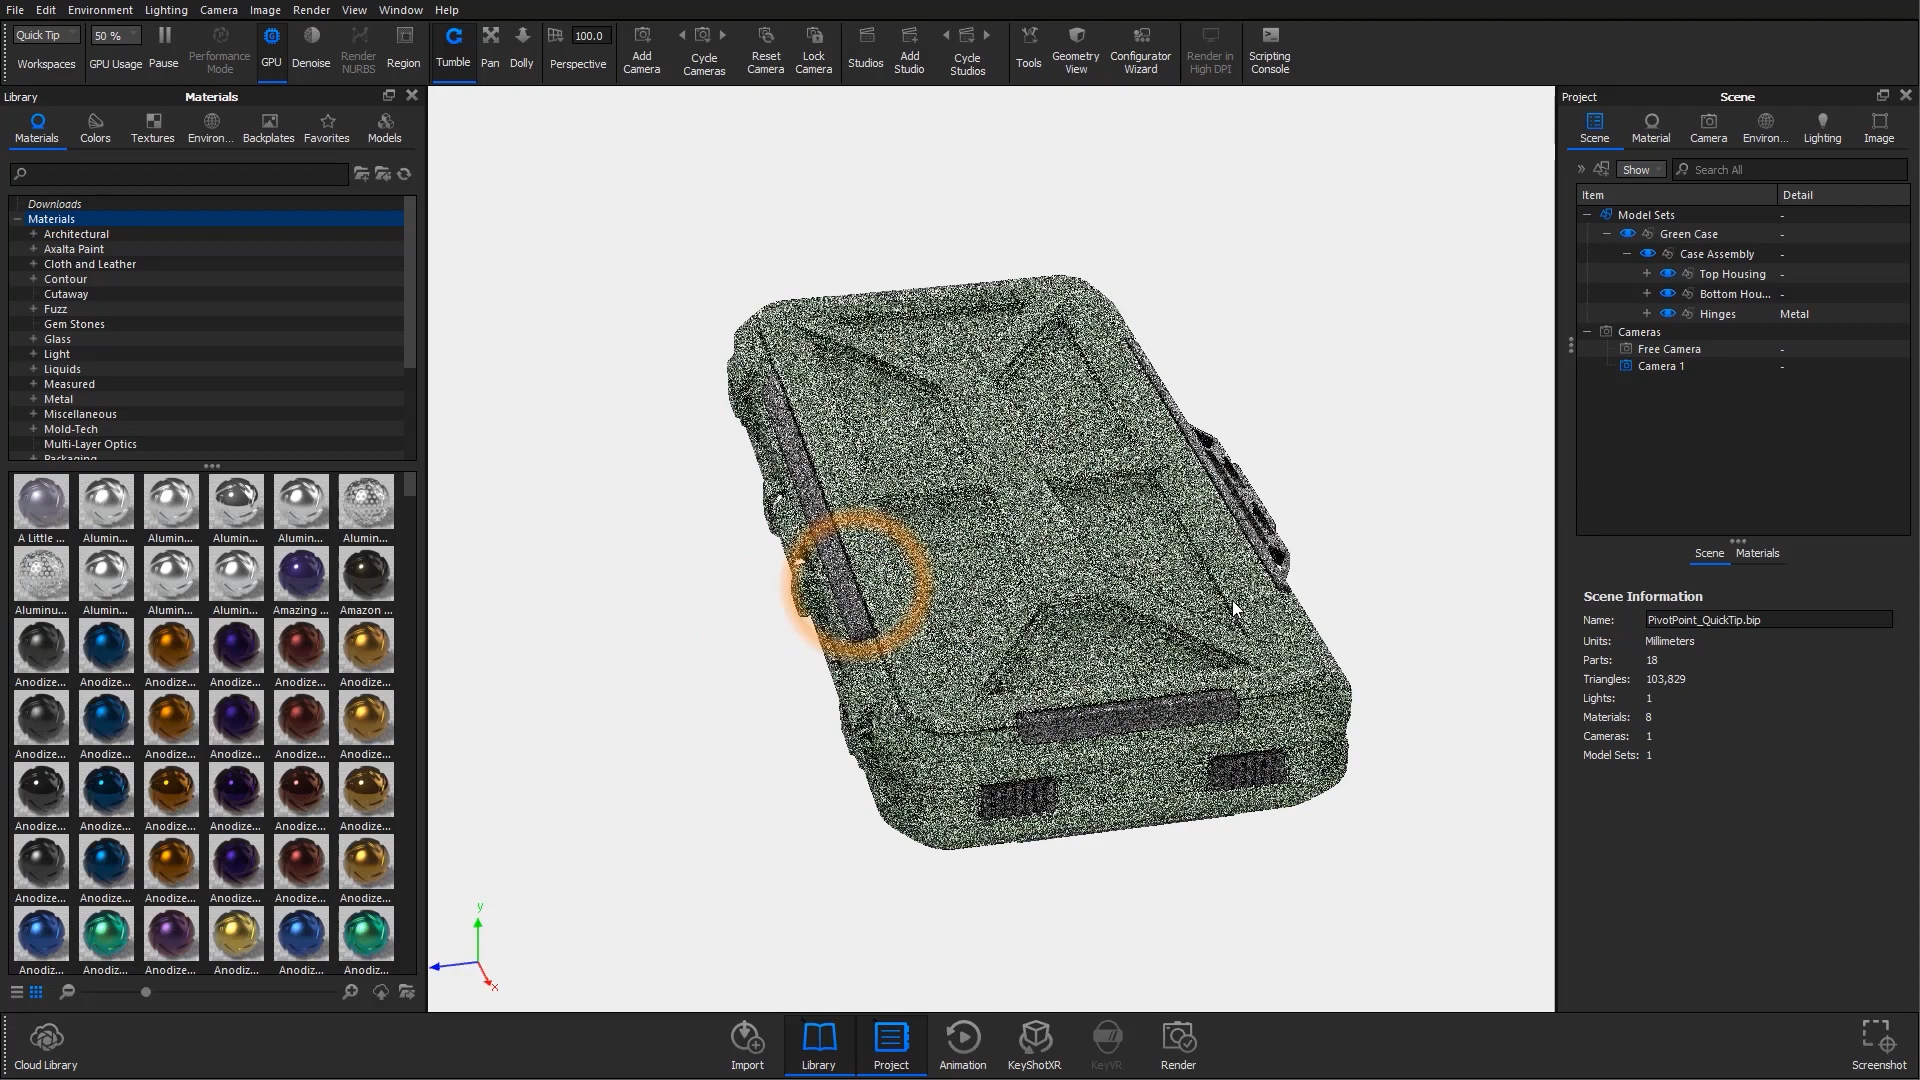 File Edit Environment Lighting Camera Image Render View Window Help
Quick Tip 50 % 100.0
Workspaces GPU Usage Pause Performance Mode GPU Denoise Render NURBS Region Tumble Pan Dolly Perspective Add Camera Cycle Cameras Reset Camera Lock Camera Studios Add Studio Cycle Studios Tools Geometry View Configurator Wizard Render in High DPI Scripting Console
Library Materials
Materials Colors Textures Environ... Backplates Favorites Models
Downloads
Materials
Architectural
Axalta Paint
Cloth and Leather
Contour
Cutaway
Fuzz
Gem Stones
Glass
Light
Liquids
Measured
Metal
Miscellaneous
Mold-Tech
Multi-Layer Optics
Packaging
A Little ... Alumin... Alumin... Alumin... Alumin... Alumin...
Aluminu... Alumin... Alumin... Alumin... Amazing ... Amazon ...
Anodize... Anodize... Anodize... Anodize... Anodize... Anodize...
Anodize... Anodize... Anodize... Anodize... Anodize... Anodize...
Anodize... Anodize... Anodize... Anodize... Anodize... Anodize...
Anodize... Anodize... Anodize... Anodize... Anodize... Anodize...
Anodiz... Anodiz... Anodize... Anodiz... Anodiz... Anodiz...
y
x
Project Scene
Scene Material Camera Environ... Lighting Image
Show Search All
Item Detail
Model Sets -
Green Case -
Case Assembly -
Top Housing -
Bottom Hou... -
Hinges Metal
Cameras
Free Camera -
Camera 1 -
Scene Materials
Scene Information
Name: PivotPoint_QuickTip.bip
Units: Millimeters
Parts: 18
Triangles: 103,829
Lights: 1
Materials: 8
Cameras: 1
Model Sets: 1
Cloud Library Import Library Project Animation KeyShotXR KeyVR Render Screenshot